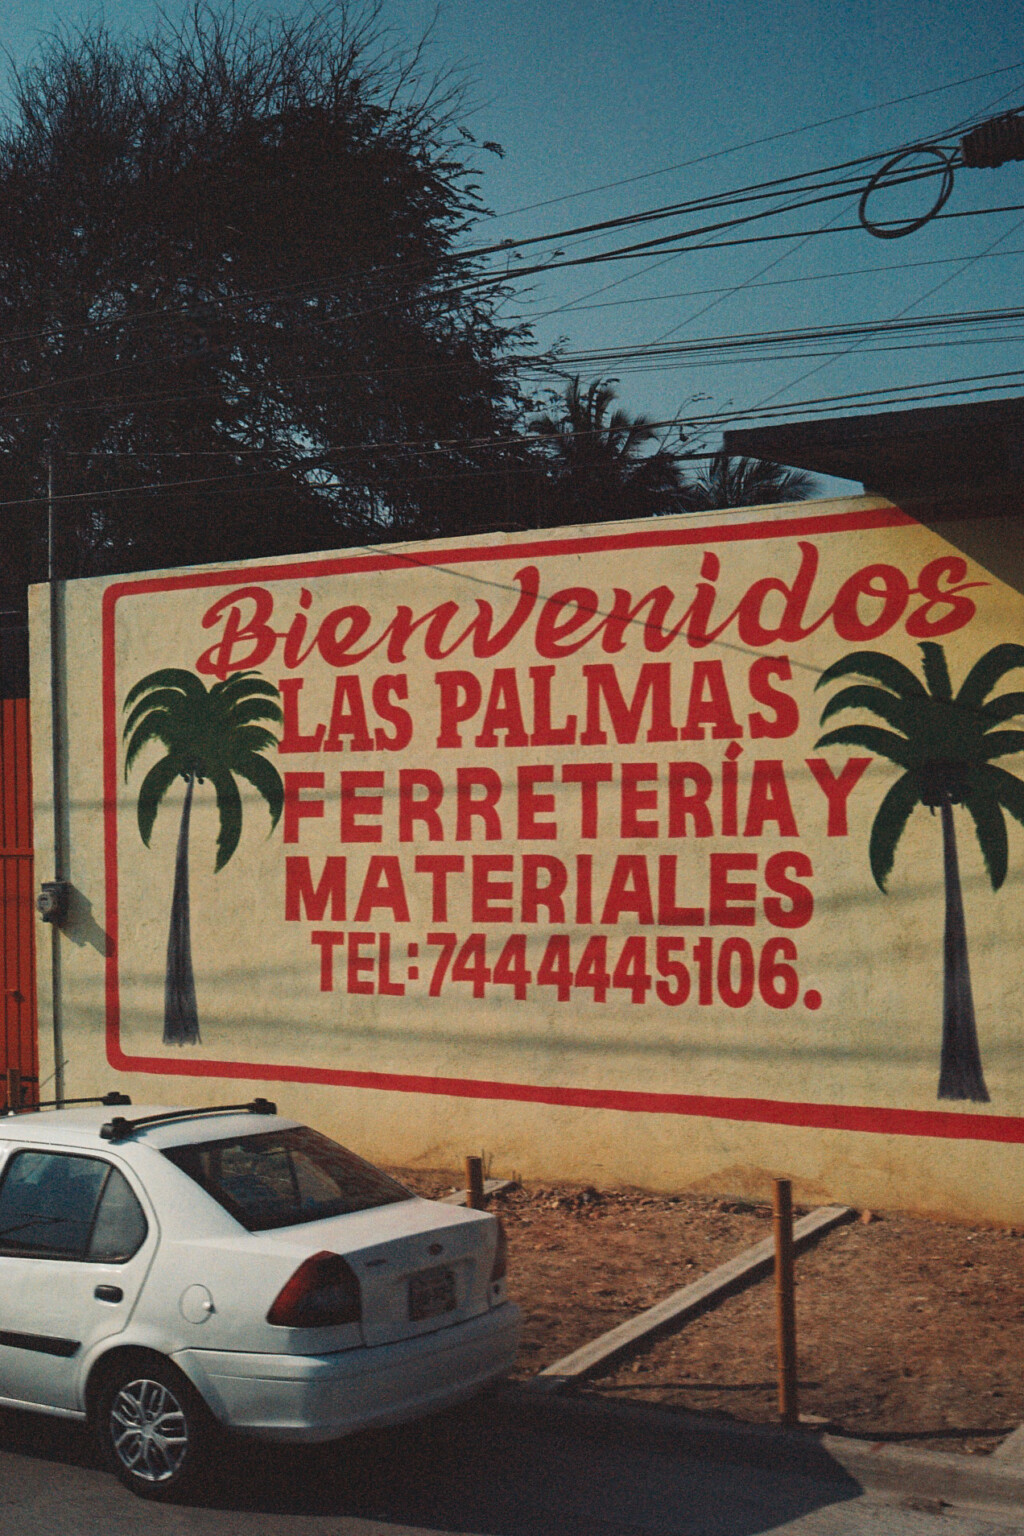 Bienvenidos
LAS PALMAS
FERRETERÍA Y
MATERIALES
TEL: 7444445106.